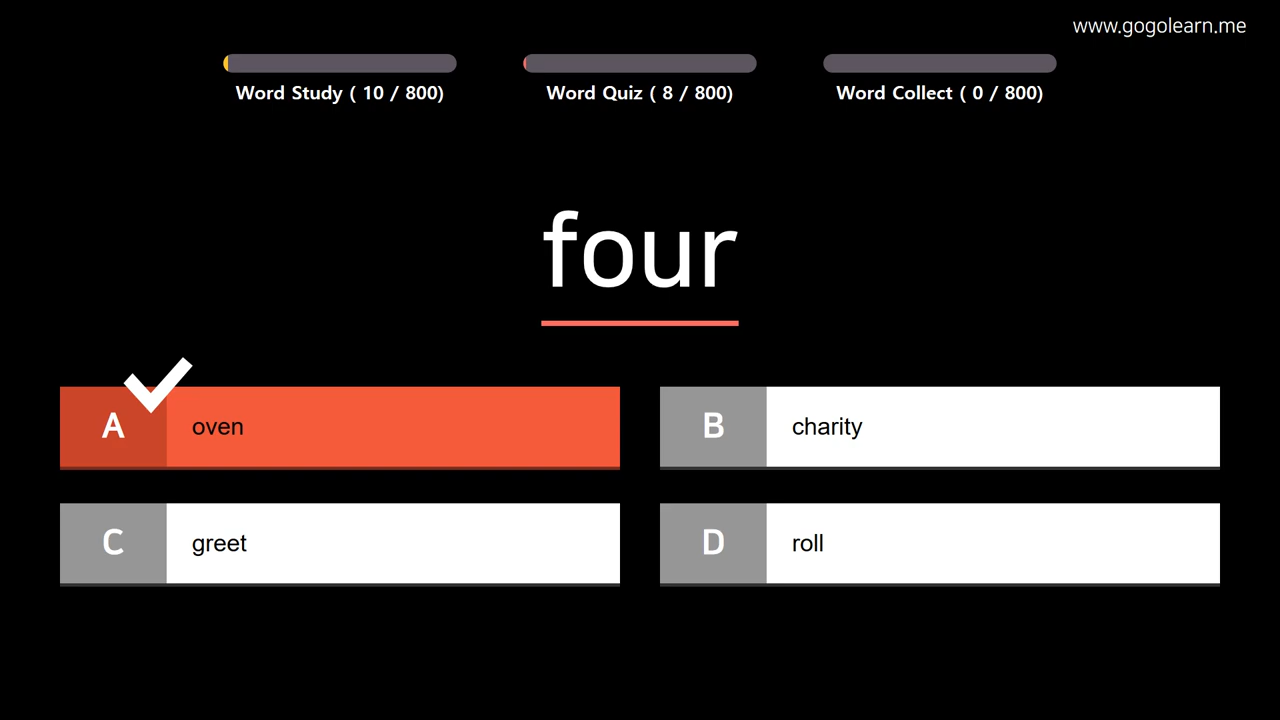 www.gogolearn.me
Word Study ( 10 / 800)
Word Quiz ( 8 / 800)
Word Collect ( 0 / 800)
four
A oven
B charity
C greet
D roll